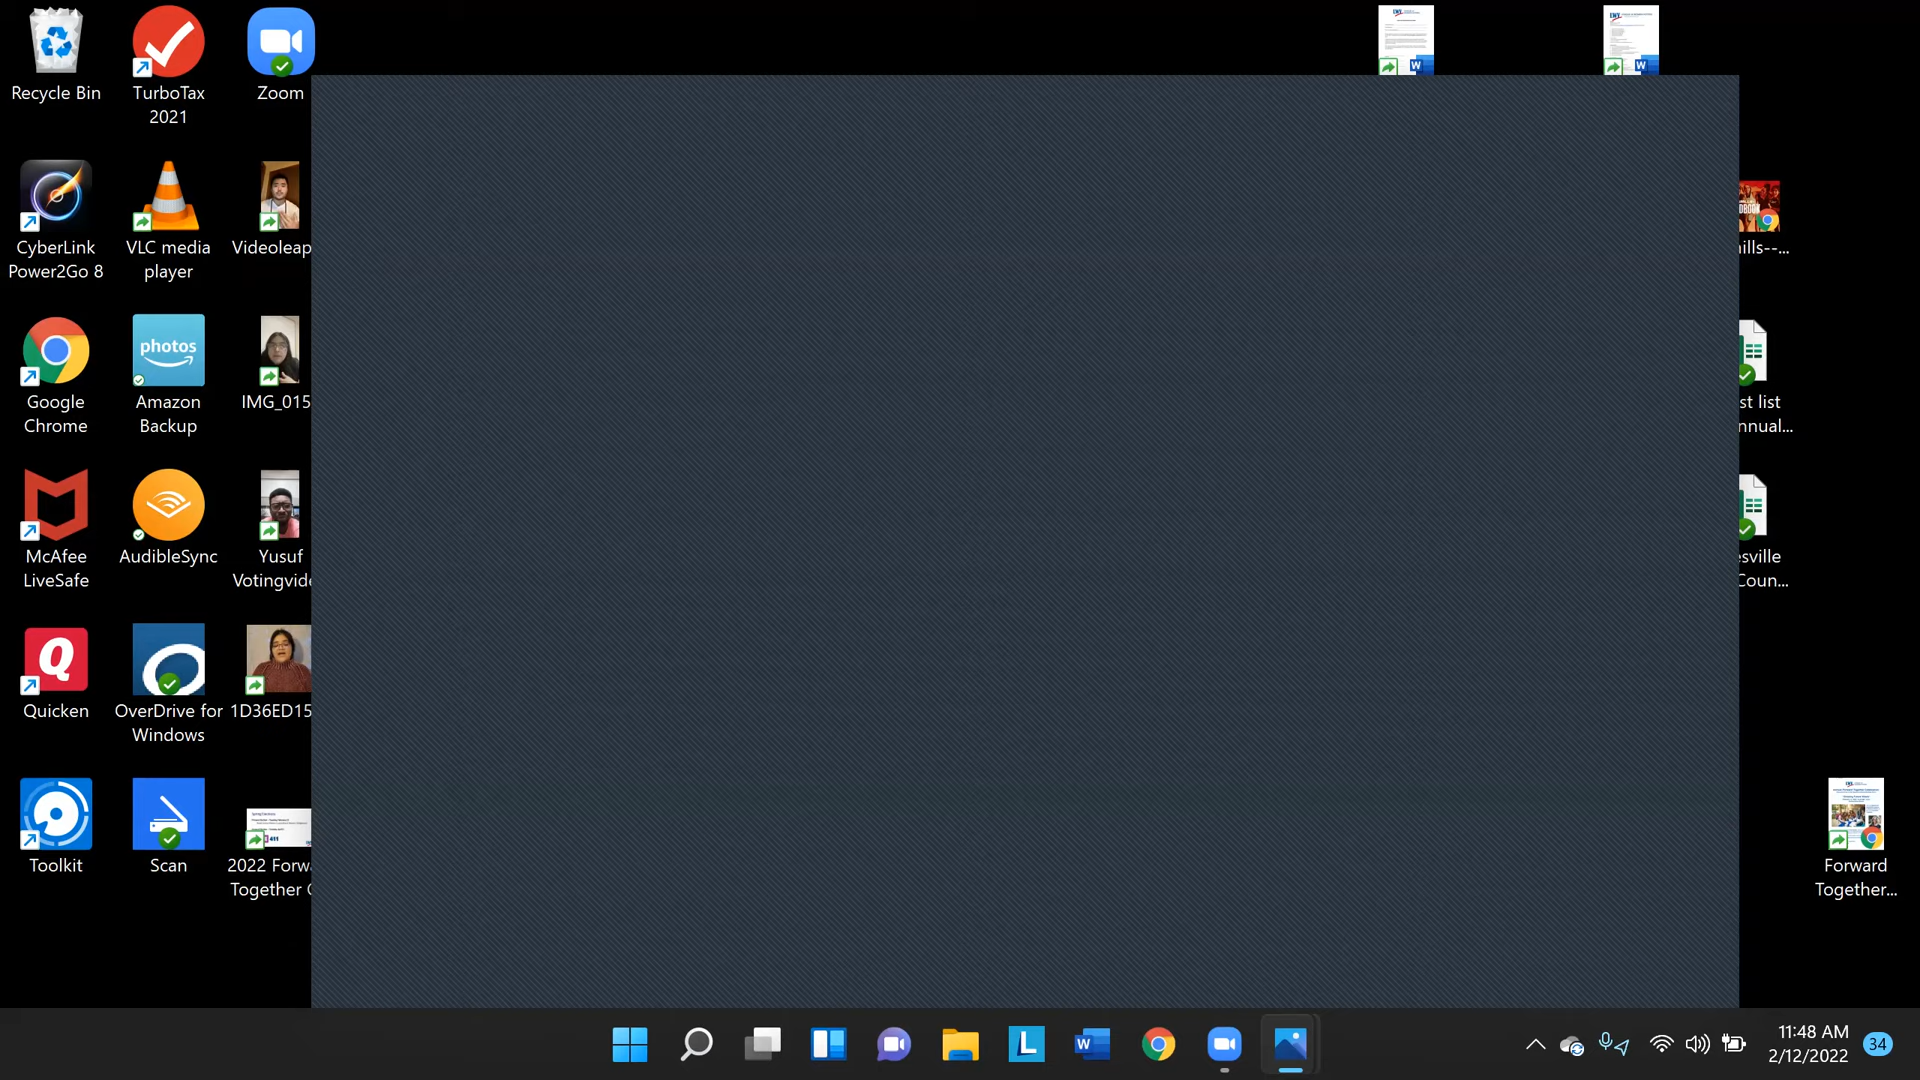 Recycle Bin
TurboTax
2021
Zoom
CyberLink
Power2Go 8
VLC media
player
Videoleap
Google
Chrome
photos
Amazon
Backup
IMG_015
McAfee
LiveSafe
AudibleSync
Yusuf
Votingvide
Q
Quicken
OverDrive for
Windows
1D36ED15
Toolkit
Scan
411
2022 Forw
Together
W
W
ills--...
st list
nnual...
sville
Coun...
Forward
Together...
L
W
11:48 AM
2/12/2022
34